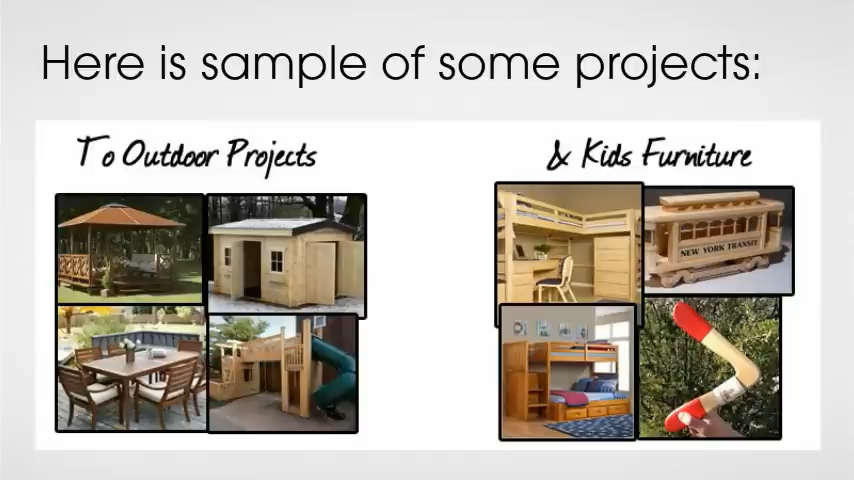 Here is sample of some projects:
To Outdoor Projects
& Kids Furniture
NEW YORK TRANSIT